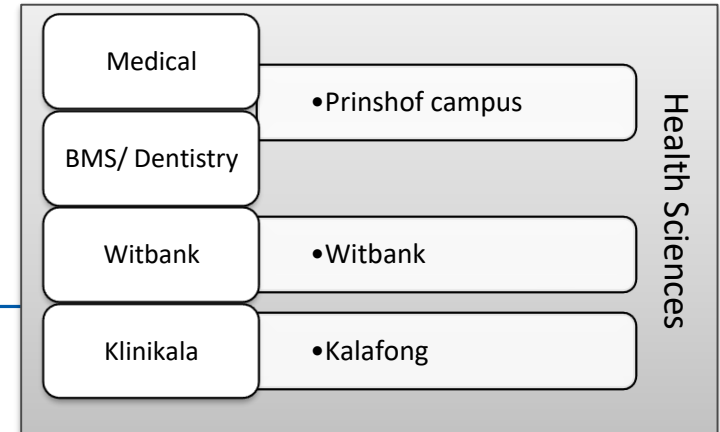 Medical
•Prinshof campus
BMS/ Dentistry
Witbank
•Witbank
Klinikala
•Kalafong
Health Sciences